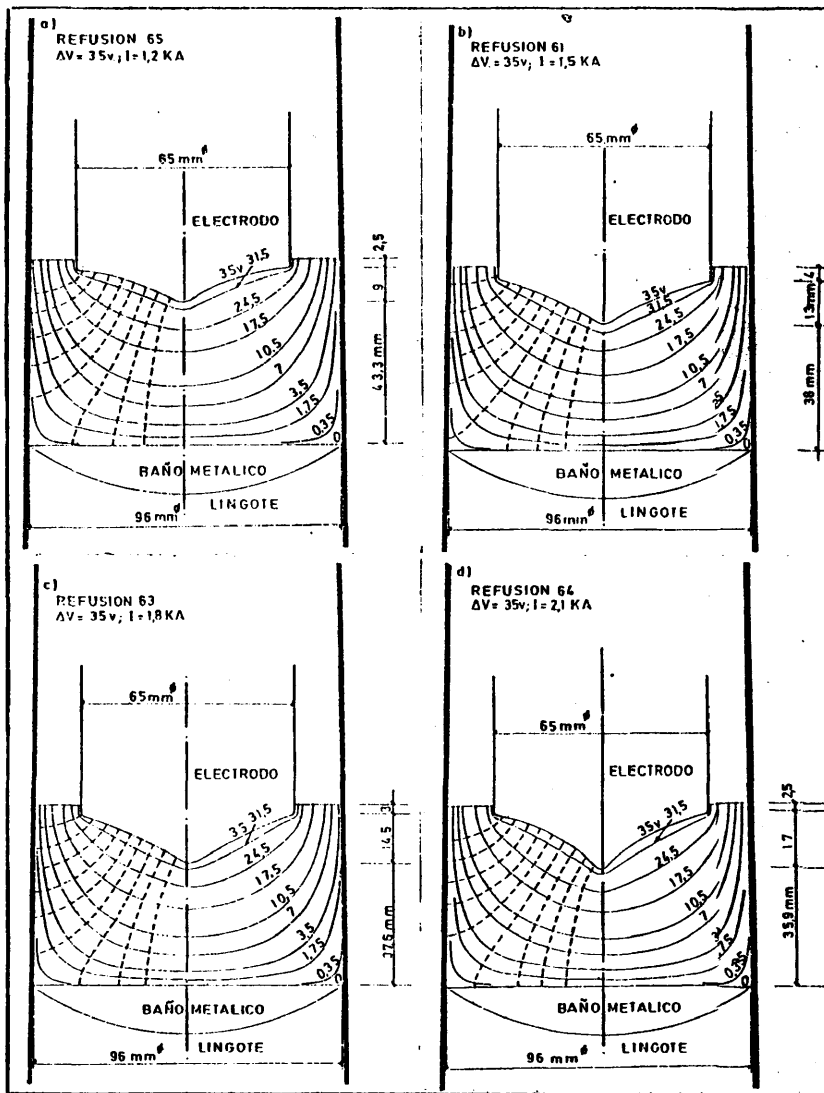 a)
REFUSION 65
ΔV = 35v; I = 1,2 KA
65 mm ø
ELECTRODO
35v 31,5
24,5
17,5
10,5
7
3,5
1,75
0,35
0
BAÑO METALICO
LINGOTE
96 mm ø
2,5
9
43,3 mm
b)
REFUSION 61
ΔV = 35v; I = 1,5 KA
65 mm ø
ELECTRODO
35v
31,5
24,5
17,5
10,5
7
1,75
0,35
0
BAÑO METALICO
LINGOTE
96 mm ø
4
13mm
38 mm
c)
REFUSION 63
ΔV = 35v; I = 1,8 KA
65 mm ø
ELECTRODO
35 31,5
24,5
17,5
10,5
7
3,5
1,75
0,35
0
BAÑO METALICO
LINGOTE
96 mm ø
3
14,5
37,5 mm
d)
REFUSION 64
ΔV = 35v; I = 2,1 KA
65 mm ø
ELECTRODO
35v 31,5
24,5
17,5
10,5
7
0,35
0
BAÑO METALICO
LINGOTE
96 mm ø
2,5
17
35,9 mm